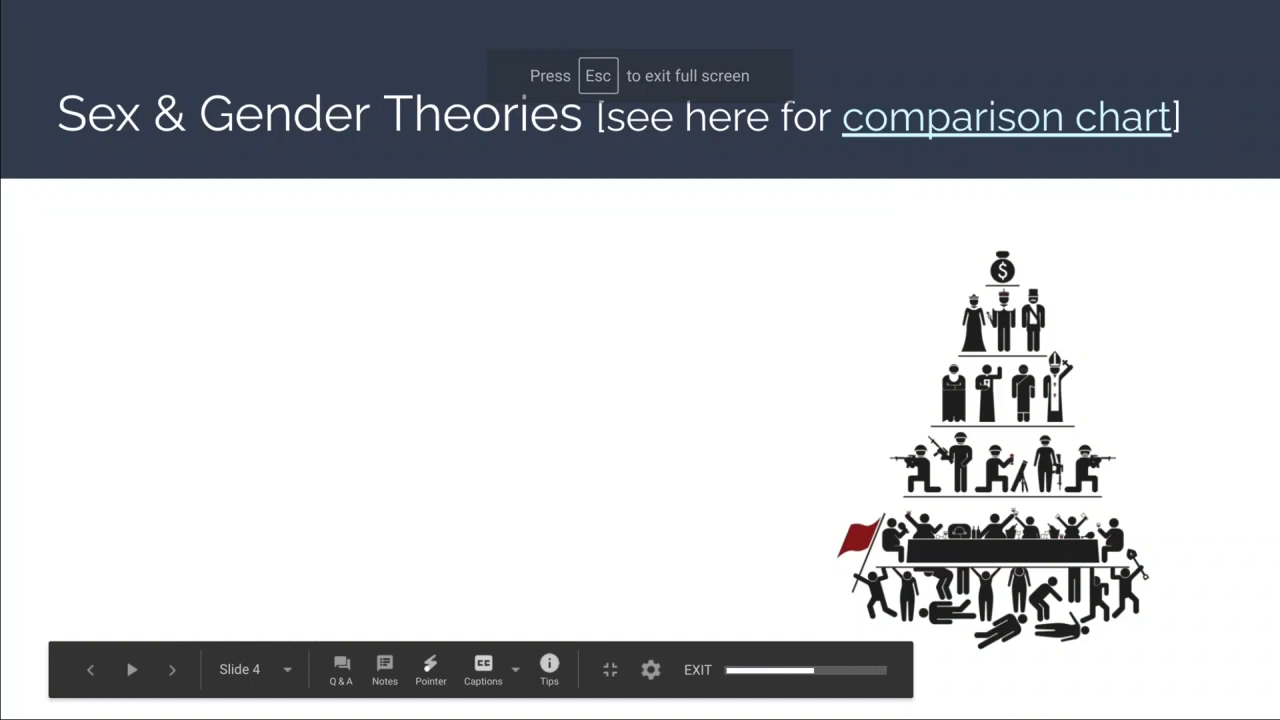 Press Esc to exit full screen
Sex & Gender Theories [see here for comparison chart]
$
Slide 4
Q & A
Notes
Pointer
CC
Captions
Tips
EXIT